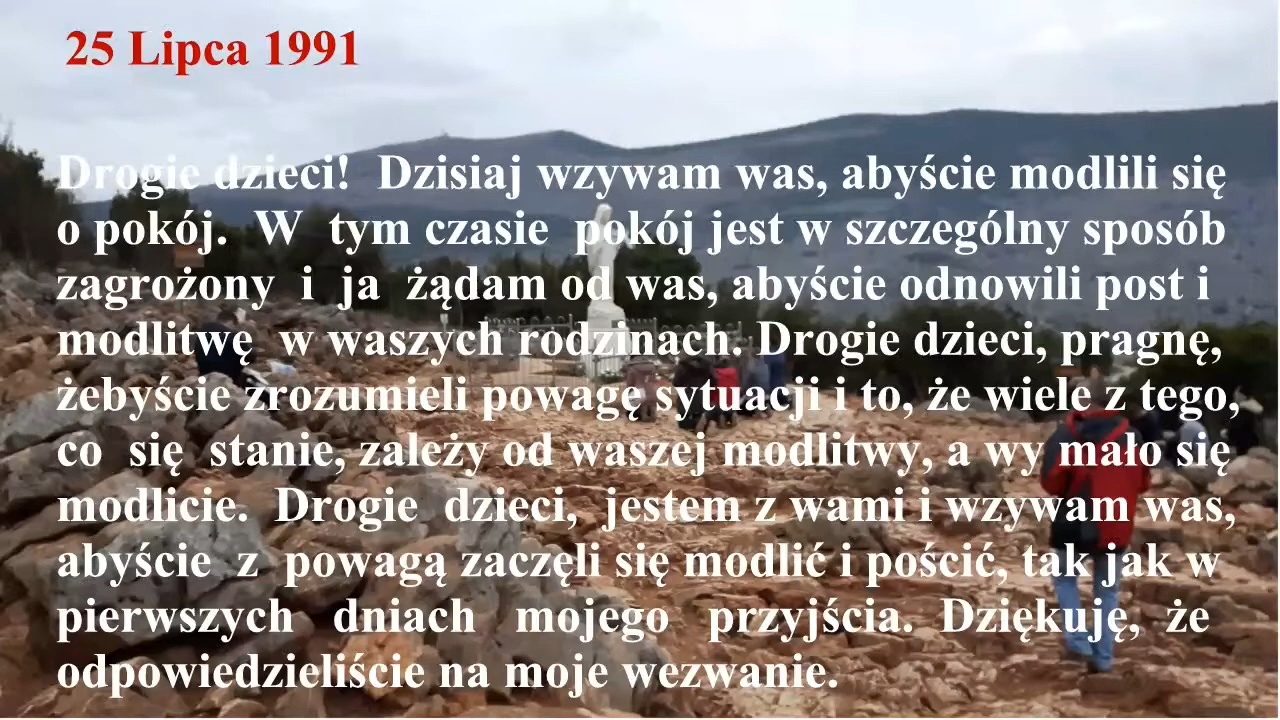 25 Lipca 1991
Drogie dzieci! Dzisiaj wzywam was, abyście modlili się
o pokój. W tym czasie pokój jest w szczególny sposób
zagrożony i ja żądam od was, abyście odnowili post i
modlitwę w waszych rodzinach. Drogie dzieci, pragnę,
żebyście zrozumieli powagę sytuacji i to, że wiele z tego,
co się stanie, zależy od waszej modlitwy, a wy mało się
modlicie. Drogie dzieci, jestem z wami i wzywam was,
abyście z powagą zaczęli się modlić i pościć, tak jak w
pierwszych dniach mojego przyjścia. Dziękuję, że
odpowiedzieliście na moje wezwanie.